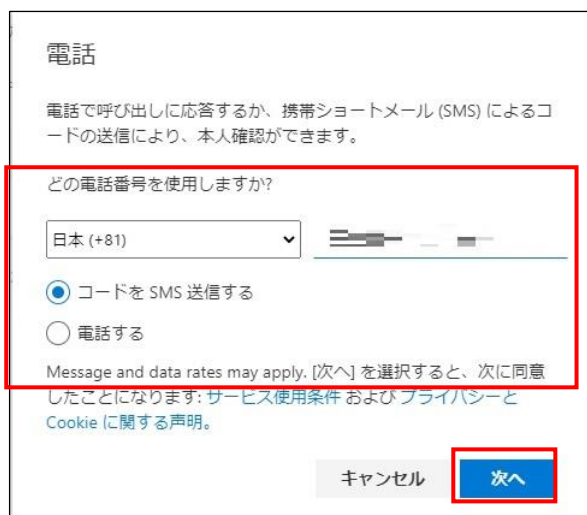 電話
電話で呼び出しに応答するか、携帯ショートメール (SMS) によるコ
ードの送信により、本人確認ができます。
どの電話番号を使用しますか?
日本 (+81)
コードを SMS 送信する
電話する
Message and data rates may apply. [次へ] を選択すると、次に同意
したことになります: サービス使用条件 および プライバシーと
Cookie に関する声明。
キャンセル 次へ